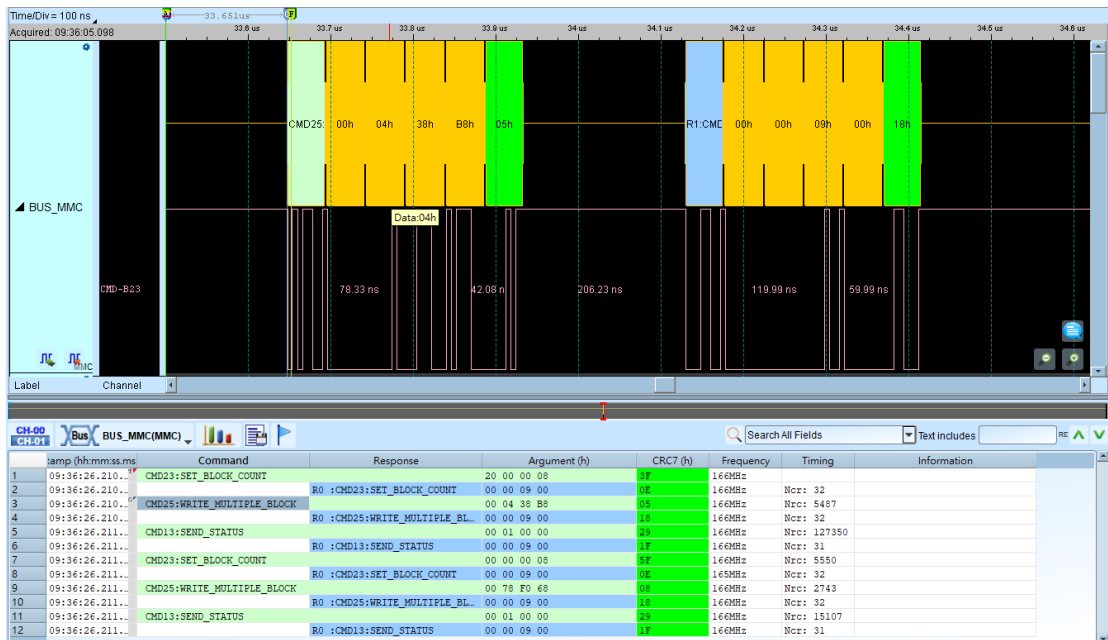 Time/Div = 100 ns
33.651us
Acquired: 09:36:05.098
33.6 us 33.7 us 33.8 us 33.9 us 34 us 34.1 us 34.2 us 34.3 us 34.4 us 34.5 us 34.6 us
CMD25: 00h 04h 38h B8h 05h R1:CME 00h 00h 09h 00h 18h
BUS_MMC
Data:04h
CMD-B23
78.33 ns 42.08 n 206.23 ns 119.99 ns 59.99 ns
MMC
Label Channel
CH-00
CH-01
Bus BUS_MMC(MMC) Search All Fields Text includes RE
:amp (hh:mm:ss.ms Command Response Argument (h) CRC7 (h) Frequency Timing Information
1 09:36:26.210. CMD23:SET_BLOCK_COUNT 20 00 00 08 3F 166MHz
2 09:36:26.210. R0 :CMD23:SET_BLOCK_COUNT 00 00 09 00 0E 166MHz Ncr: 32
3 09:36:26.210. CMD25:WRITE_MULTIPLE_BLOCK 00 04 38 B8 05 166MHz Nrc: 5487
4 09:36:26.210. R0 :CMD25:WRITE_MULTIPLE_BL… 00 00 09 00 18 166MHz Ncr: 32
5 09:36:26.211. CMD13:SEND_STATUS 00 01 00 00 29 166MHz Nrc: 127350
6 09:36:26.211. R0 :CMD13:SEND_STATUS 00 00 09 00 1F 166MHz Ncr: 31
7 09:36:26.211. CMD23:SET_BLOCK_COUNT 00 00 00 08 5F 166MHz Nrc: 5550
8 09:36:26.211. R0 :CMD23:SET_BLOCK_COUNT 00 00 09 00 0E 165MHz Ncr: 32
9 09:36:26.211. CMD25:WRITE_MULTIPLE_BLOCK 00 78 F0 68 08 166MHz Nrc: 2743
10 09:36:26.211. R0 :CMD25:WRITE_MULTIPLE_BL… 00 00 09 00 18 166MHz Ncr: 32
11 09:36:26.211. CMD13:SEND_STATUS 00 01 00 00 29 166MHz Nrc: 15107
12 09:36:26.211. R0 :CMD13:SEND_STATUS 00 00 09 00 1F 166MHz Ncr: 31